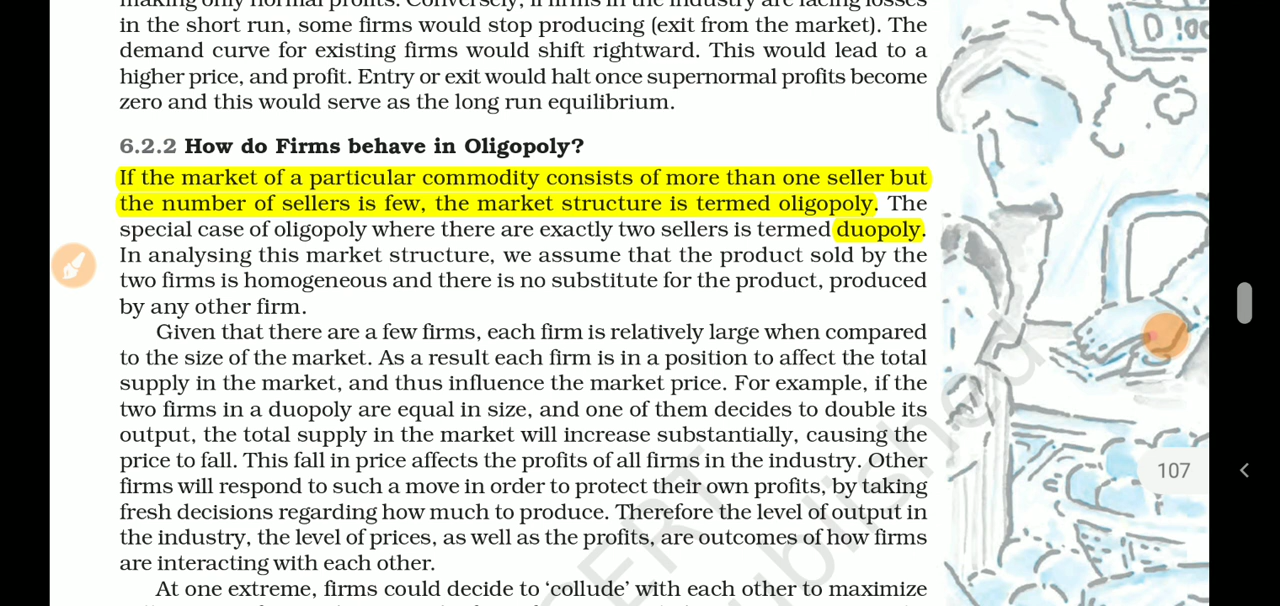 in the short run, some firms would stop producing (exit from the market). The
demand curve for existing firms would shift rightward. This would lead to a
higher price, and profit. Entry or exit would halt once supernormal profits become
zero and this would serve as the long run equilibrium.
6.2.2 How do Firms behave in Oligopoly?
If the market of a particular commodity consists of more than one seller but
the number of sellers is few, the market structure is termed oligopoly. The
special case of oligopoly where there are exactly two sellers is termed duopoly.
In analysing this market structure, we assume that the product sold by the
two firms is homogeneous and there is no substitute for the product, produced
by any other firm.
Given that there are a few firms, each firm is relatively large when compared
to the size of the market. As a result each firm is in a position to affect the total
supply in the market, and thus influence the market price. For example, if the
two firms in a duopoly are equal in size, and one of them decides to double its
output, the total supply in the market will increase substantially, causing the
price to fall. This fall in price affects the profits of all firms in the industry. Other
firms will respond to such a move in order to protect their own profits, by taking
fresh decisions regarding how much to produce. Therefore the level of output in
the industry, the level of prices, as well as the profits, are outcomes of how firms
are interacting with each other.
At one extreme, firms could decide to ‘collude’ with each other to maximize
107